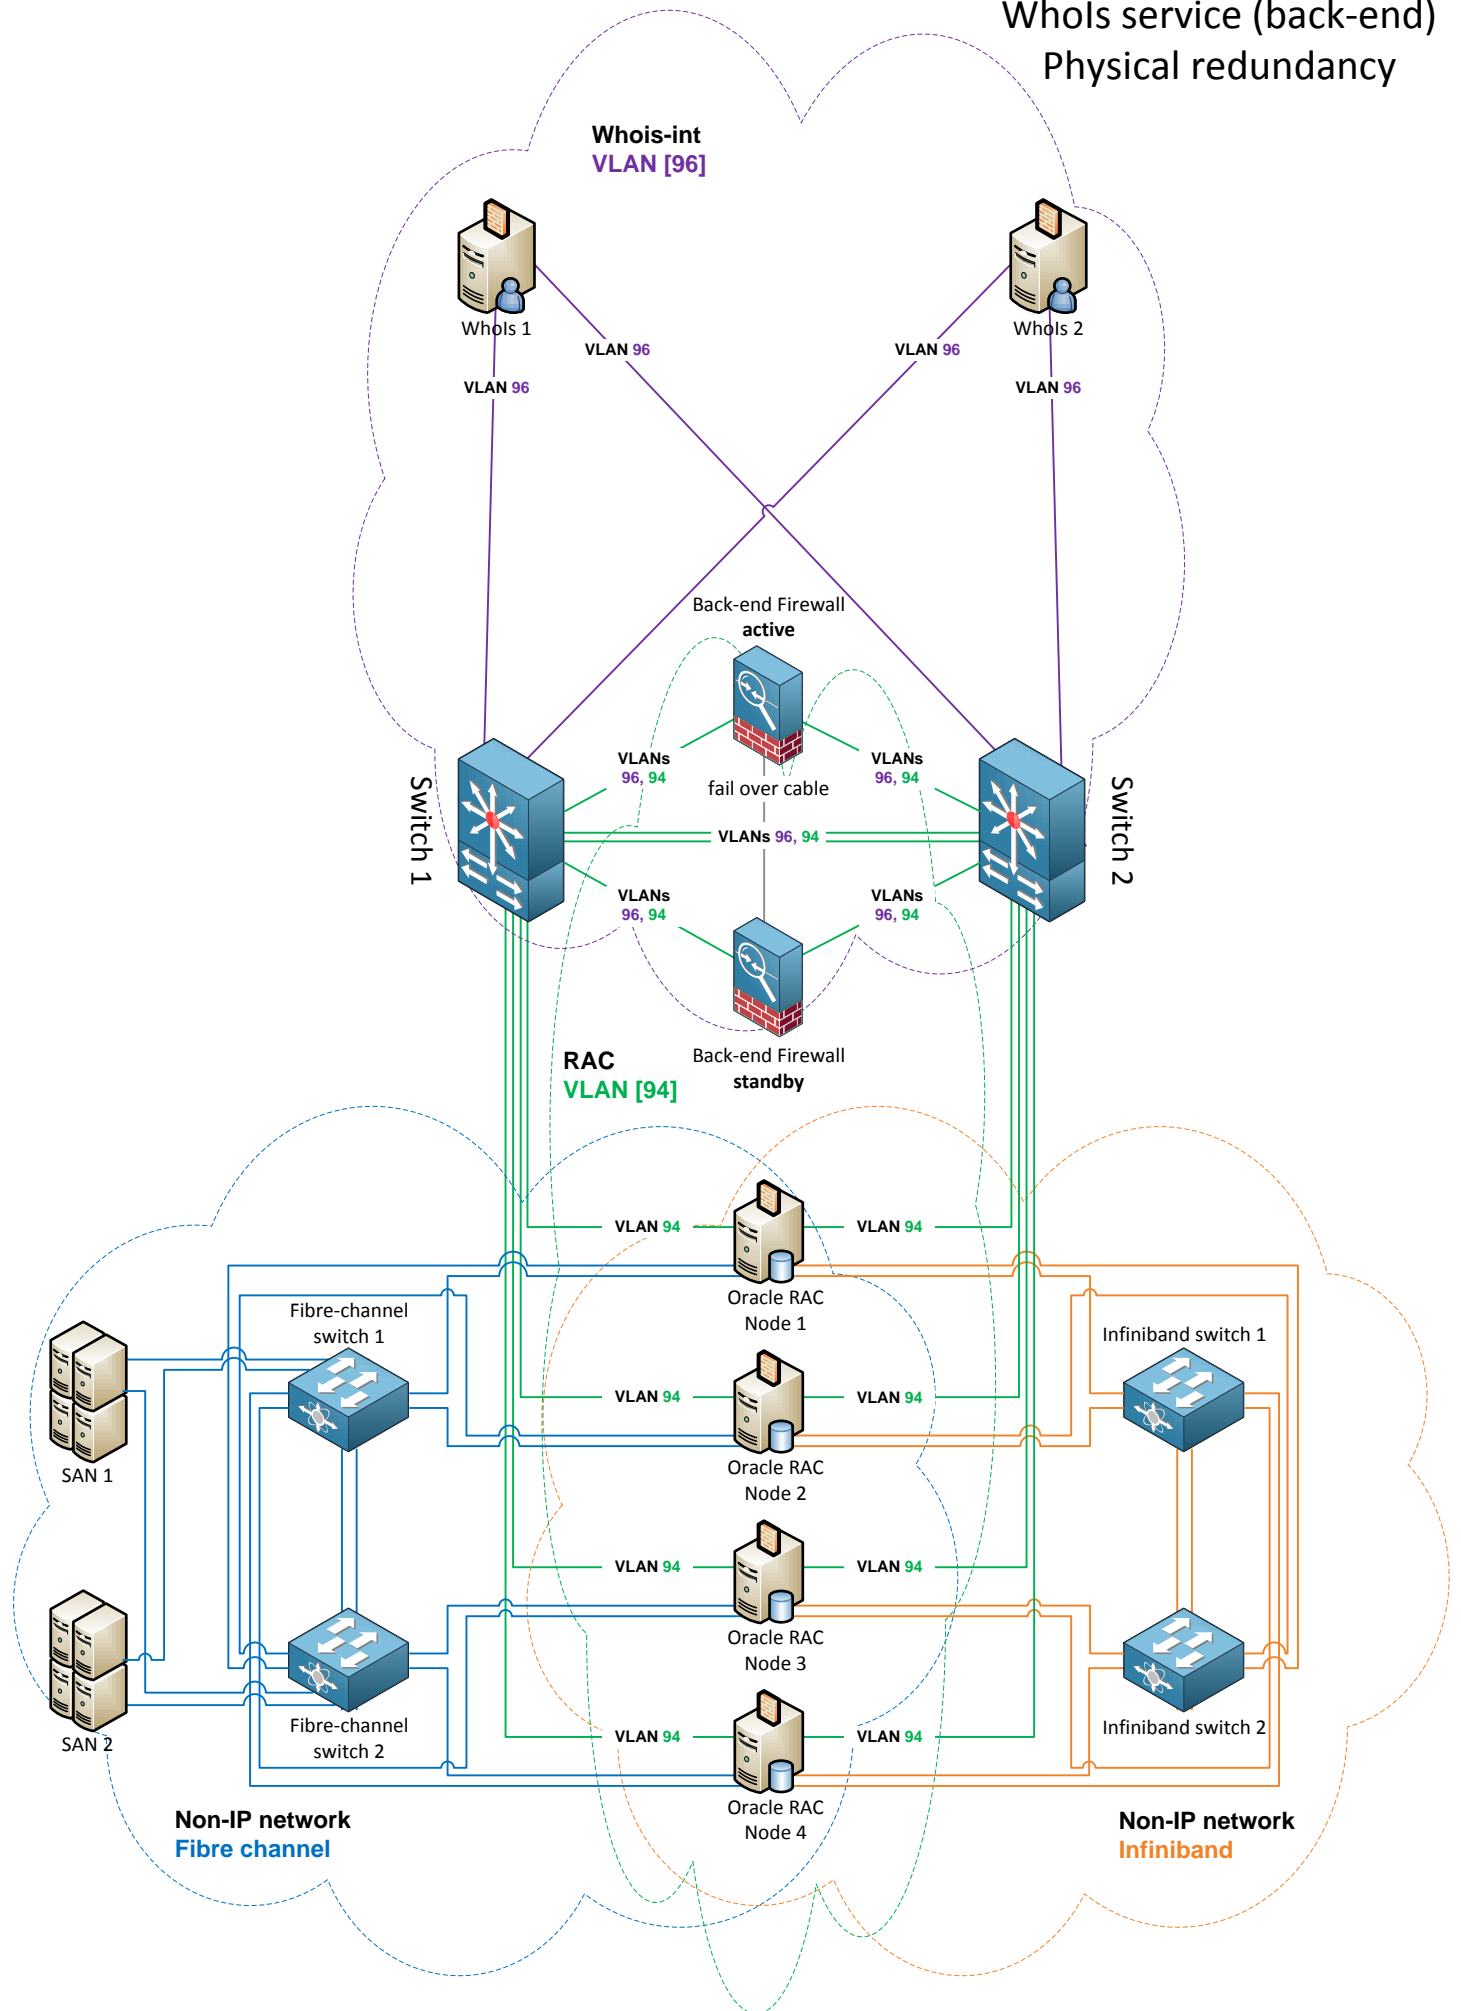 WhoIs service (back-end)
Physical redundancy
Whois-int
VLAN [96]
WhoIs 1
WhoIs 2
VLAN 96
VLAN 96
VLAN 96
VLAN 96
Back-end Firewall
active
VLANs
96, 94
VLANs
96, 94
fail over cable
Switch 1
Switch 2
VLANs 96, 94
VLANs
96, 94
VLANs
96, 94
Back-end Firewall
standby
RAC
VLAN [94]
VLAN 94
VLAN 94
Oracle RAC
Node 1
Fibre-channel
switch 1
Infiniband switch 1
VLAN 94
VLAN 94
SAN 1
Oracle RAC
Node 2
VLAN 94
VLAN 94
Oracle RAC
Node 3
Fibre-channel
switch 2
Infiniband switch 2
VLAN 94
VLAN 94
SAN 2
Oracle RAC
Node 4
Non-IP network
Fibre channel
Non-IP network
Infiniband